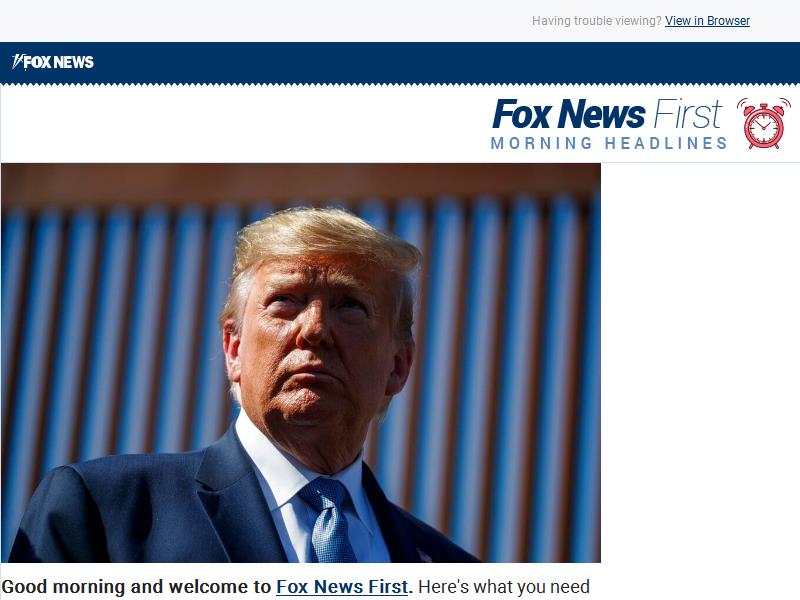 Having trouble viewing? View in Browser
FOX NEWS
Fox News First
MORNING HEADLINES
Good morning and welcome to Fox News First. Here's what you need